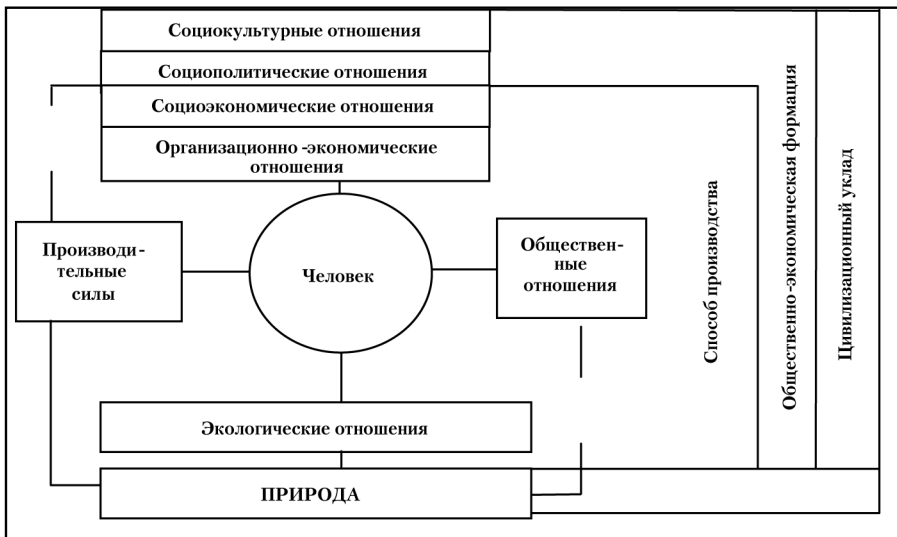 Социокультурные отношения
Социополитические отношения
Социоэкономические отношения
Организационно-экономические
отношения
Производи-
тельные
силы
Человек
Обществен-
ные
отношения
Экологические отношения
ПРИРОДА
Способ производства
Общественно-экономическая формация
Цивилизационный уклад